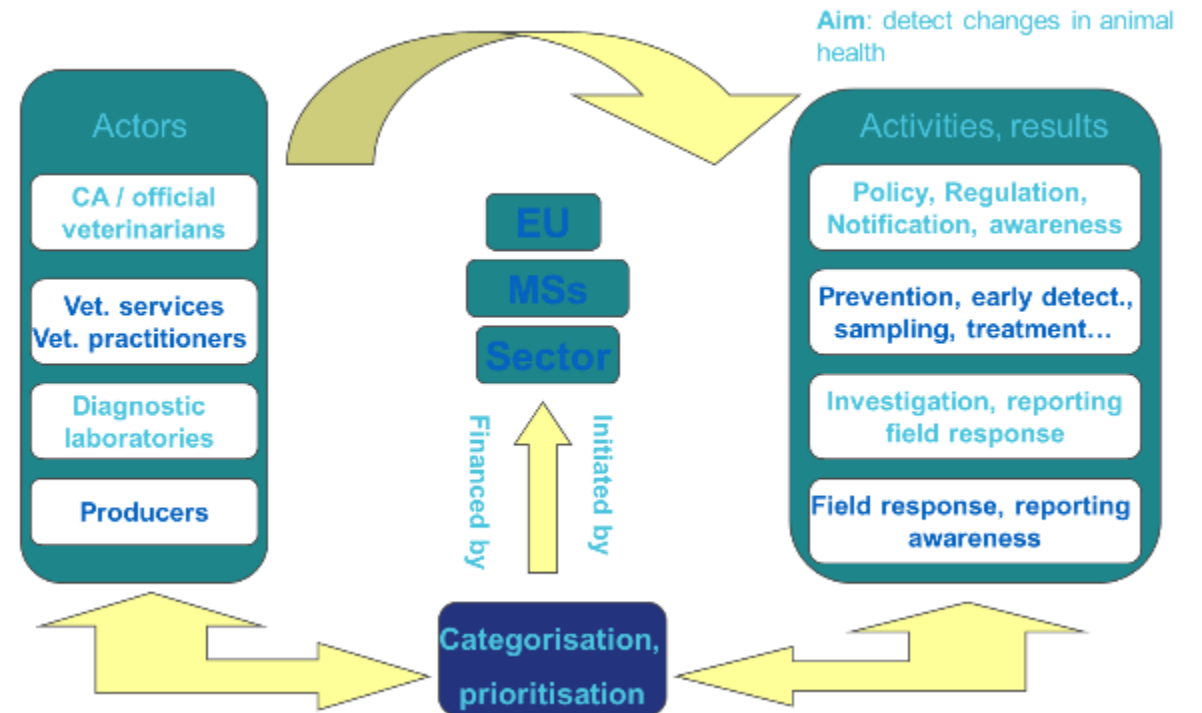 Aim: detect changes in animal
health
Actors
CA / official
veterinarians
Vet. services
Vet. practitioners
Diagnostic
laboratories
Producers
EU
MSs
Sector
Financed by
Initiated by
Categorisation,
prioritisation
Activities, results
Policy, Regulation,
Notification, awareness
Prevention, early detect.,
sampling, treatment...
Investigation, reporting
field response
Field response, reporting
awareness